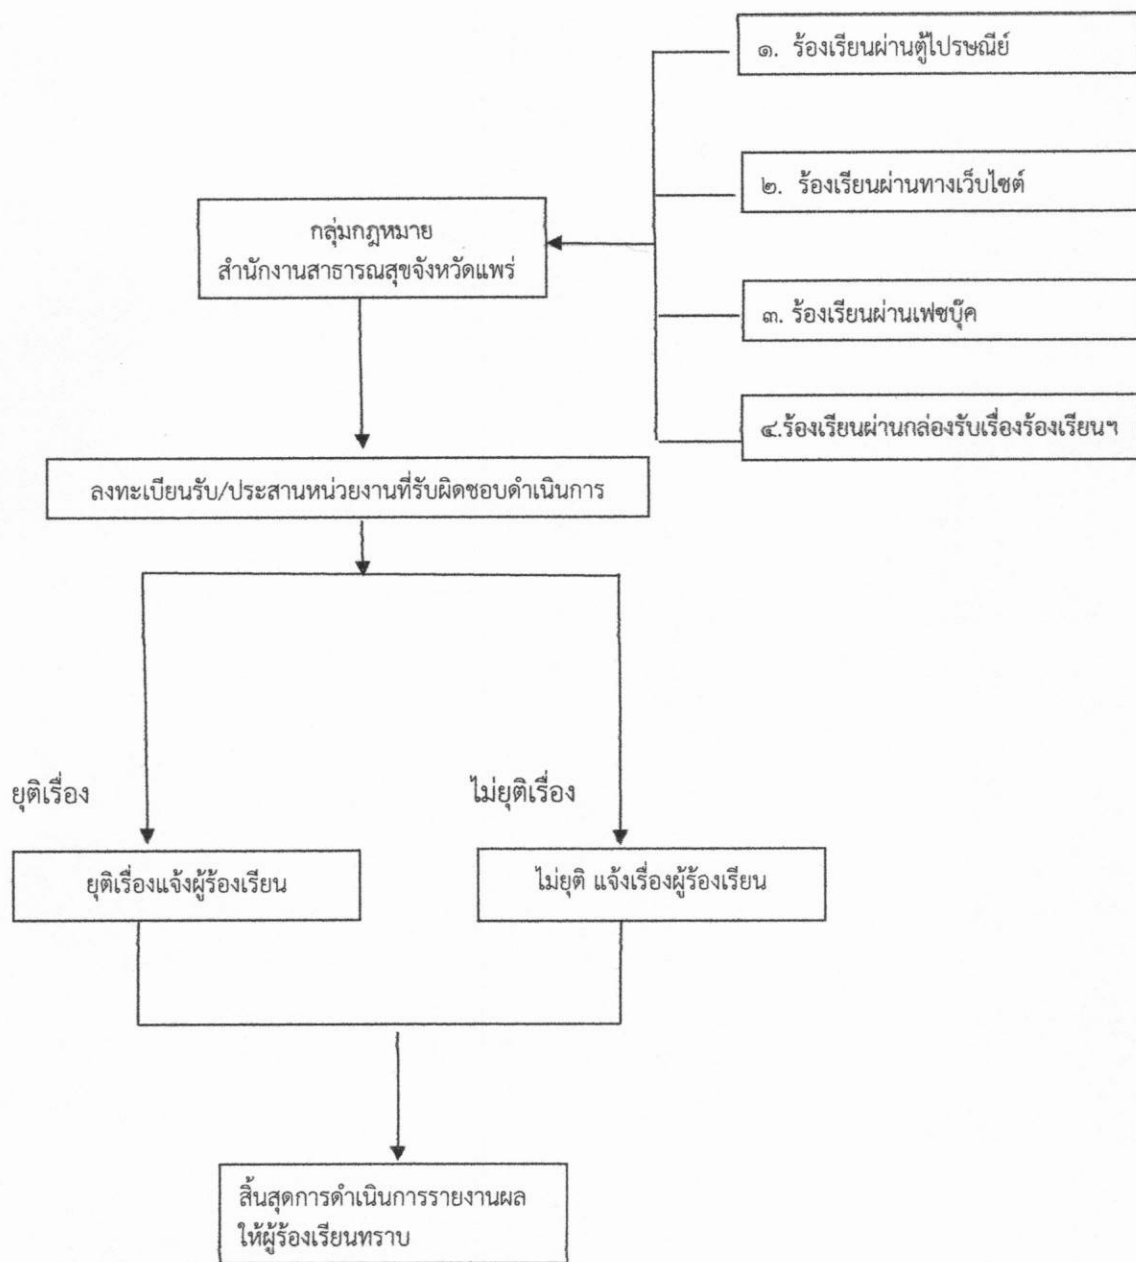 ๑. ร้องเรียนผ่านตู้ไปรษณีย์
๒. ร้องเรียนผ่านทางเว็บไซต์
กลุ่มกฎหมาย
สำนักงานสาธารณสุขจังหวัดแพร่
๓. ร้องเรียนผ่านเฟซบุ๊ค
๔.ร้องเรียนผ่านกล่องรับเรื่องร้องเรียนฯ
ลงทะเบียนรับ/ประสานหน่วยงานที่รับผิดชอบดำเนินการ
ยุติเรื่อง
ไม่ยุติเรื่อง
ยุติเรื่องแจ้งผู้ร้องเรียน
ไม่ยุติ แจ้งเรื่องผู้ร้องเรียน
สิ้นสุดการดำเนินการรายงานผล
ให้ผู้ร้องเรียนทราบ